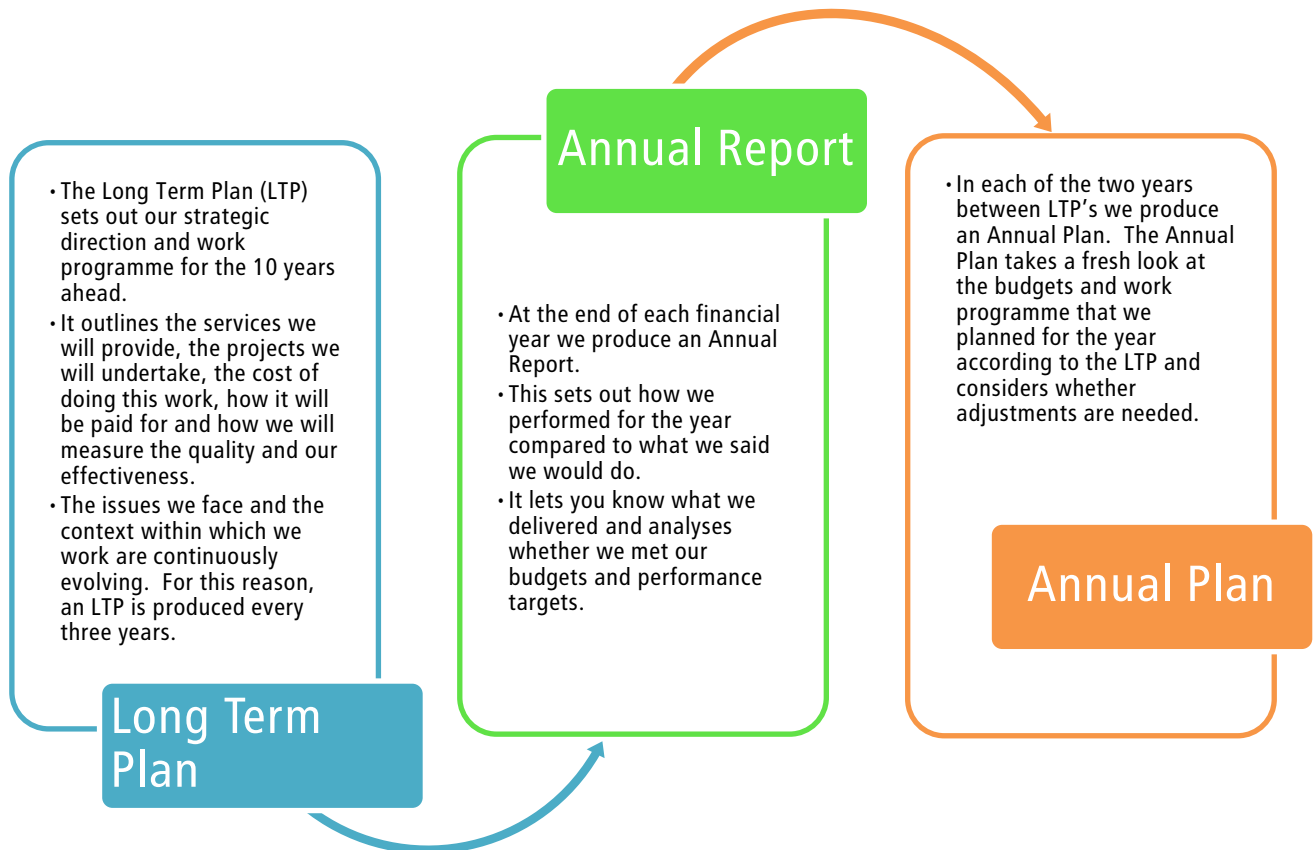 · The Long Term Plan (LTP)
sets out our strategic
direction and work
programme for the 10 years
ahead.
· It outlines the services we
will provide, the projects we
will undertake, the cost of
doing this work, how it will
be paid for and how we will
measure the quality and our
effectiveness.
· The issues we face and the
context within which we
work are continuously
evolving.  For this reason,
an LTP is produced every
three years.
Long Term
Plan
Annual Report
· At the end of each financial
year we produce an Annual
Report.
· This sets out how we
performed for the year
compared to what we said
we would do.
· It lets you know what we
delivered and analyses
whether we met our
budgets and performance
targets.
· In each of the two years
between LTP's we produce
an Annual Plan.  The Annual
Plan takes a fresh look at
the budgets and work
programme that we
planned for the year
according to the LTP and
considers whether
adjustments are needed.
Annual Plan